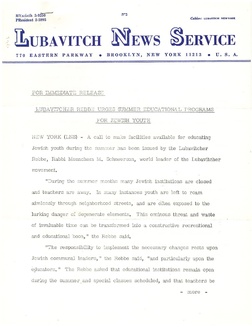 LUBAVITCH NEWS SERVICE
770 EASTERN PARKWAY • BROOKLYN, NEW YORK 11213 • U. S. A.
FOR IMMEDIATE RELEASE
LUBAVITCHER REBBE URGES SUMMER EDUCATIONAL PROGRAMS
FOR JEWISH YOUTH
NEW YORK (LNS) - A call to make facilities available for educating
Jewish youth during the summer has been issued by the Lubavitcher
Rebbe, Rabbi Menachem M. Schneerson, world leader of the Lubavitcher
movement.
"During the summer months many Jewish institutions are closed
and teachers are away. In many instances youth are left to roam
aimlessly through neighborhood streets, and are often exposed to the
lurking danger of degenerate elements. This extreme threat and waste
of invaluable time can be transformed into a constructive recreational
and educational boon," the Rebbe said.
"The responsibility to implement the necessary changes rests upon
Jewish communal leaders," the Rebbe said, "and particularly upon the
educators." The Rebbe asked that educational institutions remain open
during the summer, and special classes scheduled, and that teachers be
- more -